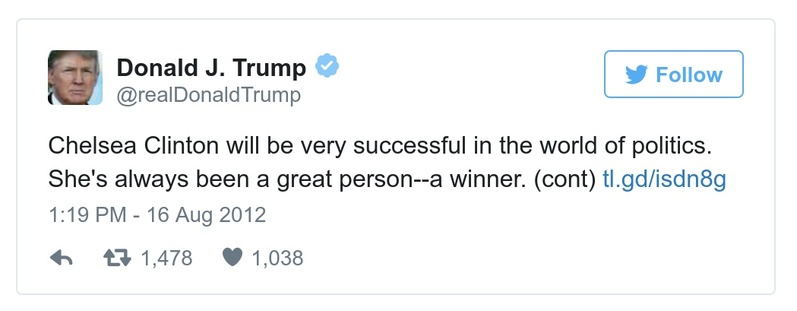 Donald J. Trump
@realDonaldTrump
Follow
Chelsea Clinton will be very successful in the world of politics.
She's always been a great person--a winner. (cont) tl.gd/isdn8g
1:19 PM - 16 Aug 2012
1,478 1,038